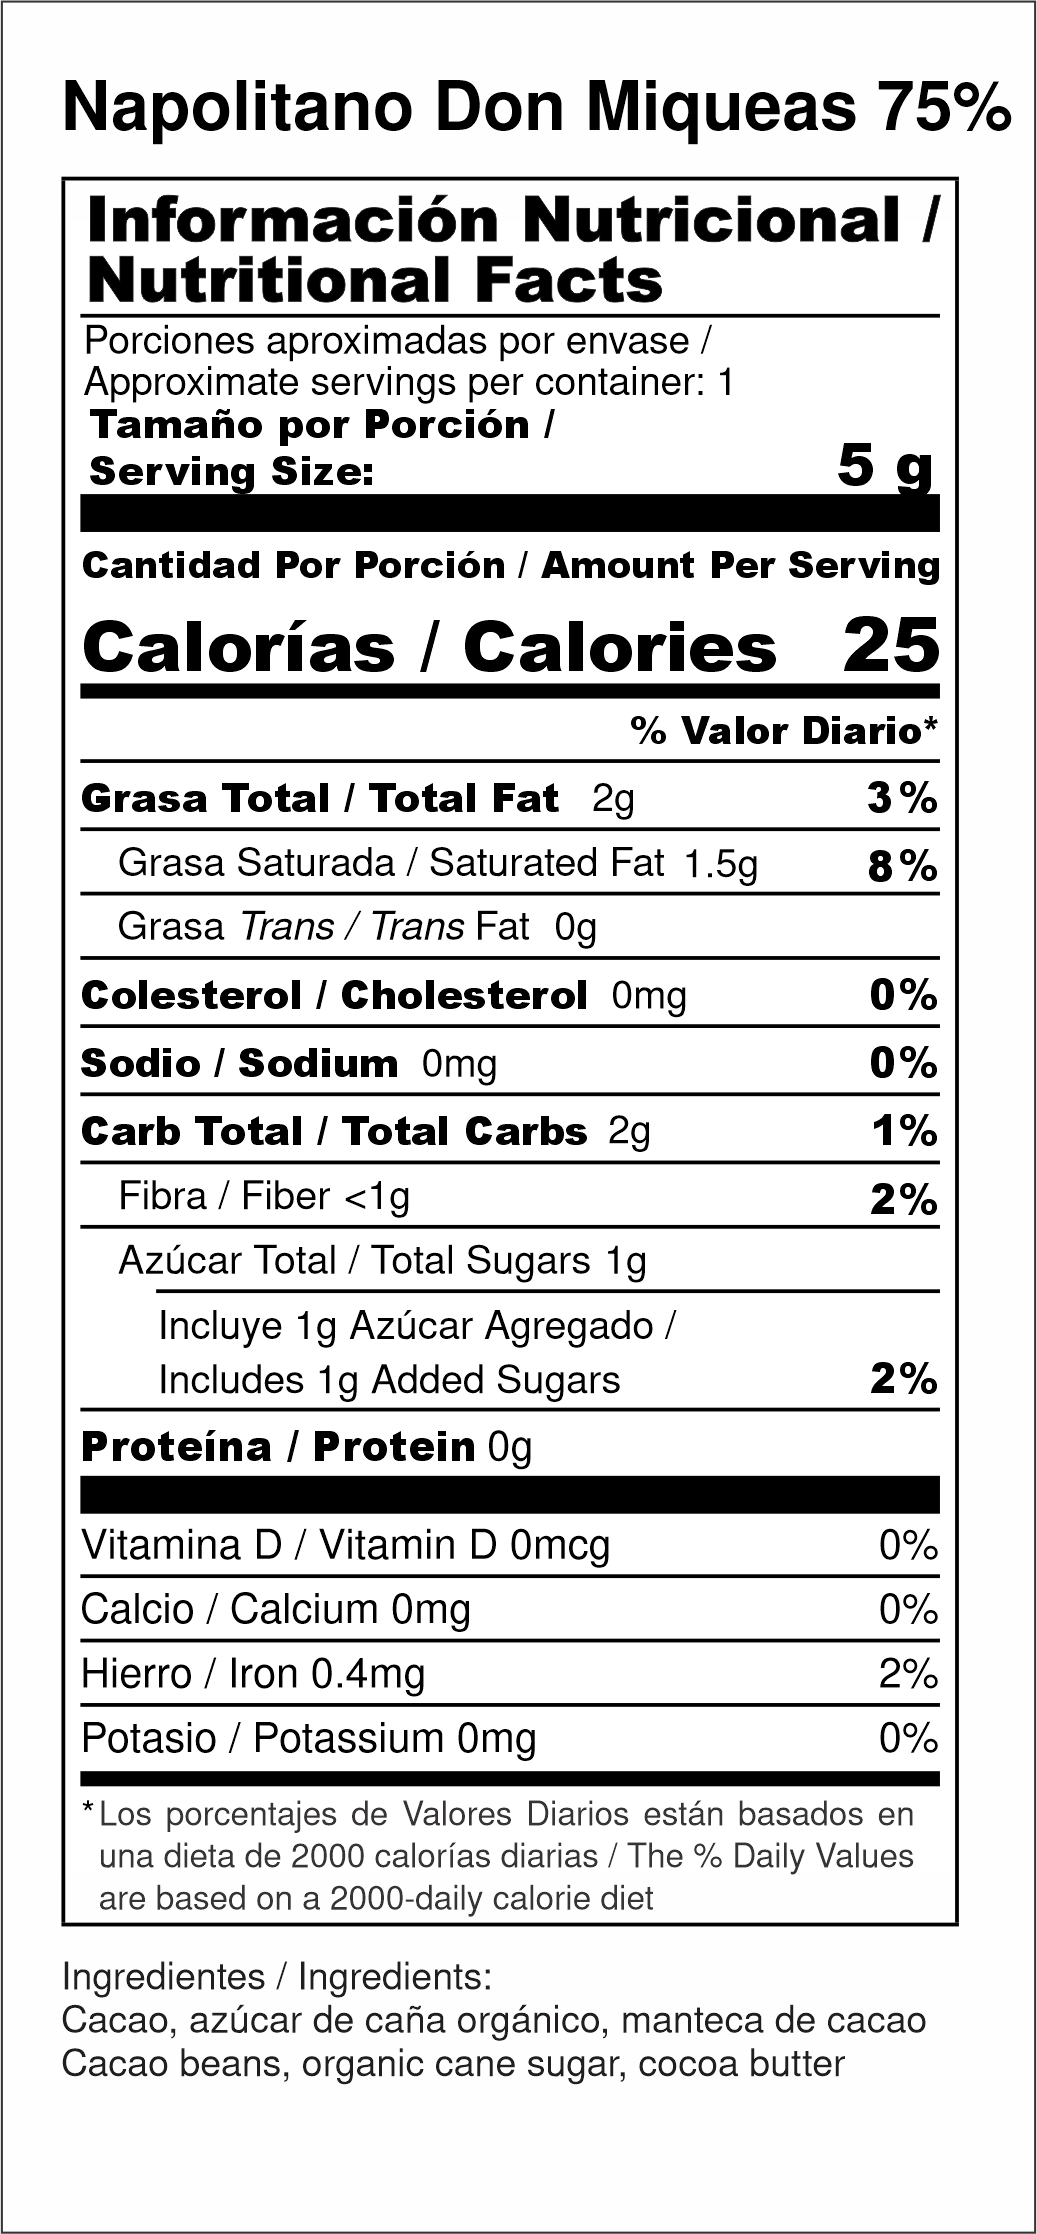 Napolitano Don Miqueas 75%
Información Nutricional /
Nutritional Facts
Porciones aproximadas por envase /
Approximate servings per container: 1
Tamaño por Porción /
Serving Size: 5 g
Cantidad Por Porción / Amount Per Serving
Calorías / Calories 25
% Valor Diario*
Grasa Total / Total Fat 2g 3%
Grasa Saturada / Saturated Fat 1.5g 8%
Grasa Trans / Trans Fat 0g
Colesterol / Cholesterol 0mg 0%
Sodio / Sodium 0mg 0%
Carb Total / Total Carbs 2g 1%
Fibra / Fiber <1g 2%
Azúcar Total / Total Sugars 1g
Incluye 1g Azúcar Agregado /
Includes 1g Added Sugars 2%
Proteína / Protein 0g
Vitamina D / Vitamin D 0mcg 0%
Calcio / Calcium 0mg 0%
Hierro / Iron 0.4mg 2%
Potasio / Potassium 0mg 0%
*Los porcentajes de Valores Diarios están basados en
una dieta de 2000 calorías diarias / The % Daily Values
are based on a 2000-daily calorie diet
Ingredientes / Ingredients:
Cacao, azúcar de caña orgánico, manteca de cacao
Cacao beans, organic cane sugar, cocoa butter